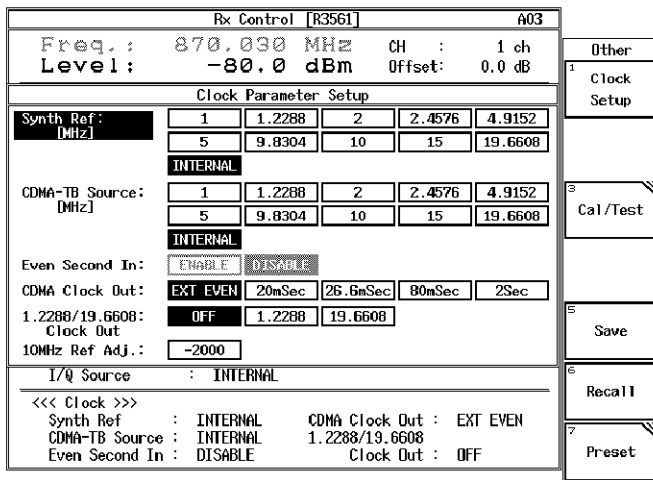 Rx Control [R3561] A03
Freq.: 870.030 MHz CH : 1 ch
Level: -80.0 dBm Offset: 0.0 dB
Clock Parameter Setup
Synth Ref: 1 1.2288 2 2.4576 4.9152
[MHz] 5 9.8304 10 15 19.6608
INTERNAL
CDMA-TB Source: 1 1.2288 2 2.4576 4.9152
[MHz] 5 9.8304 10 15 19.6608
INTERNAL
Even Second In: ENABLE DISABLE
CDMA Clock Out: EXT EVEN 20mSec 26.6mSec 80mSec 2Sec
1.2288/19.6608: OFF 1.2288 19.6608
Clock Out
10MHz Ref Adj.: -2000
I/Q Source : INTERNAL
<<< Clock >>>
Synth Ref : INTERNAL CDMA Clock Out : EXT EVEN
CDMA-TB Source : INTERNAL 1.2288/19.6608
Even Second In : DISABLE Clock Out : OFF
Other
1 Clock
Setup
3 Cal/Test
5 Save
6 Recall
7 Preset